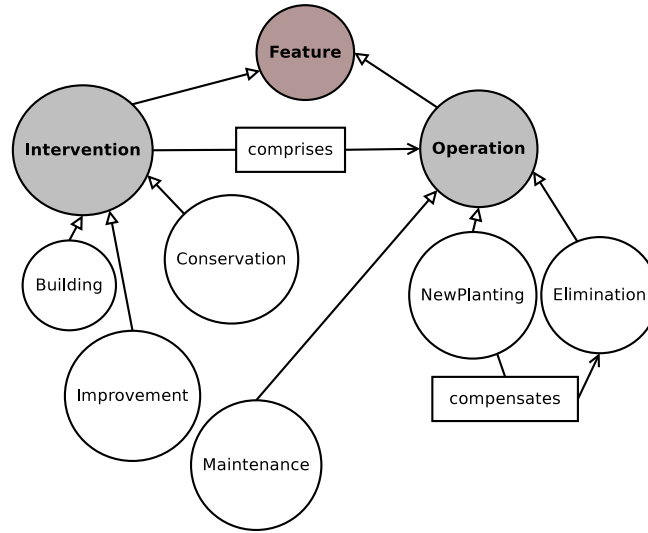 Feature
Intervention
comprises
Operation
Conservation
Building
NewPlanting
Elimination
Improvement
compensates
Maintenance